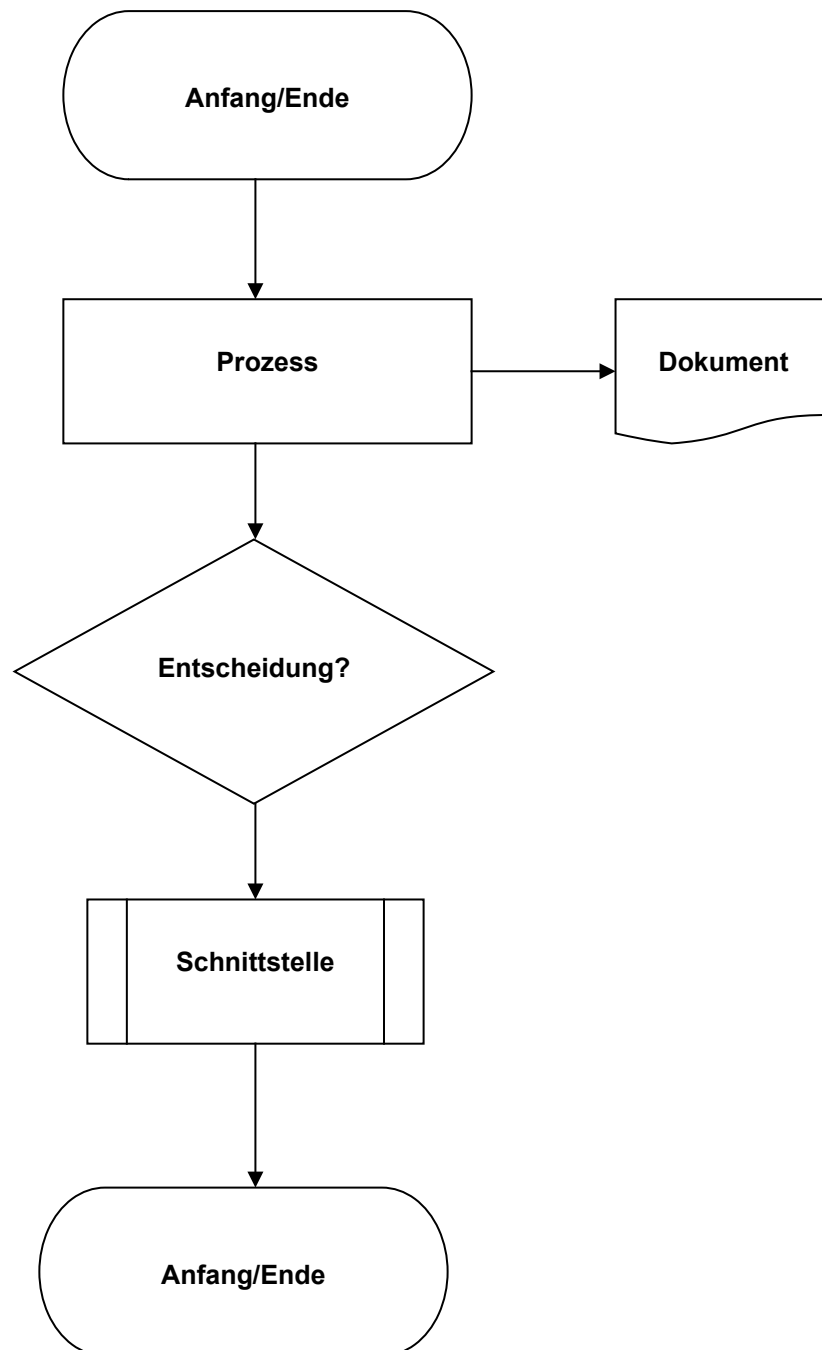 Anfang/Ende
Prozess
Dokument
Entscheidung?
Schnittstelle
Anfang/Ende